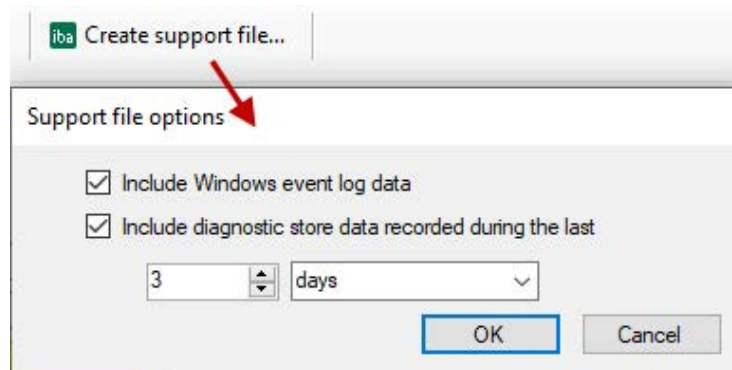 iba Create support file...
Support file options
Include Windows event log data
Include diagnostic store data recorded during the last
3 days
OK Cancel